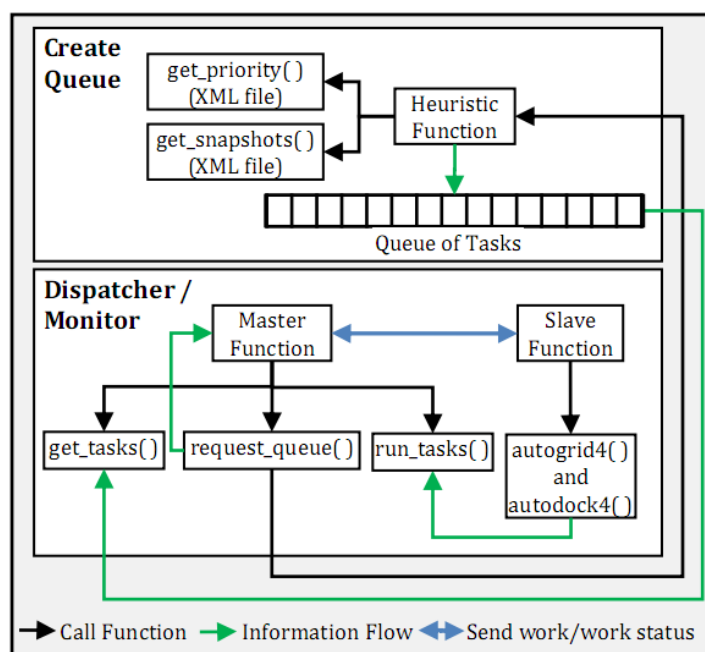 Create
Queue
get_priority( )
(XML file)
get_snapshots( )
(XML file)
Heuristic
Function
Queue of Tasks
Dispatcher /
Monitor
Master
Function
Slave
Function
get_tasks( )
request_queue( )
run_tasks( )
autogrid4( )
and
autodock4( )
Call Function
Information Flow
Send work/work status